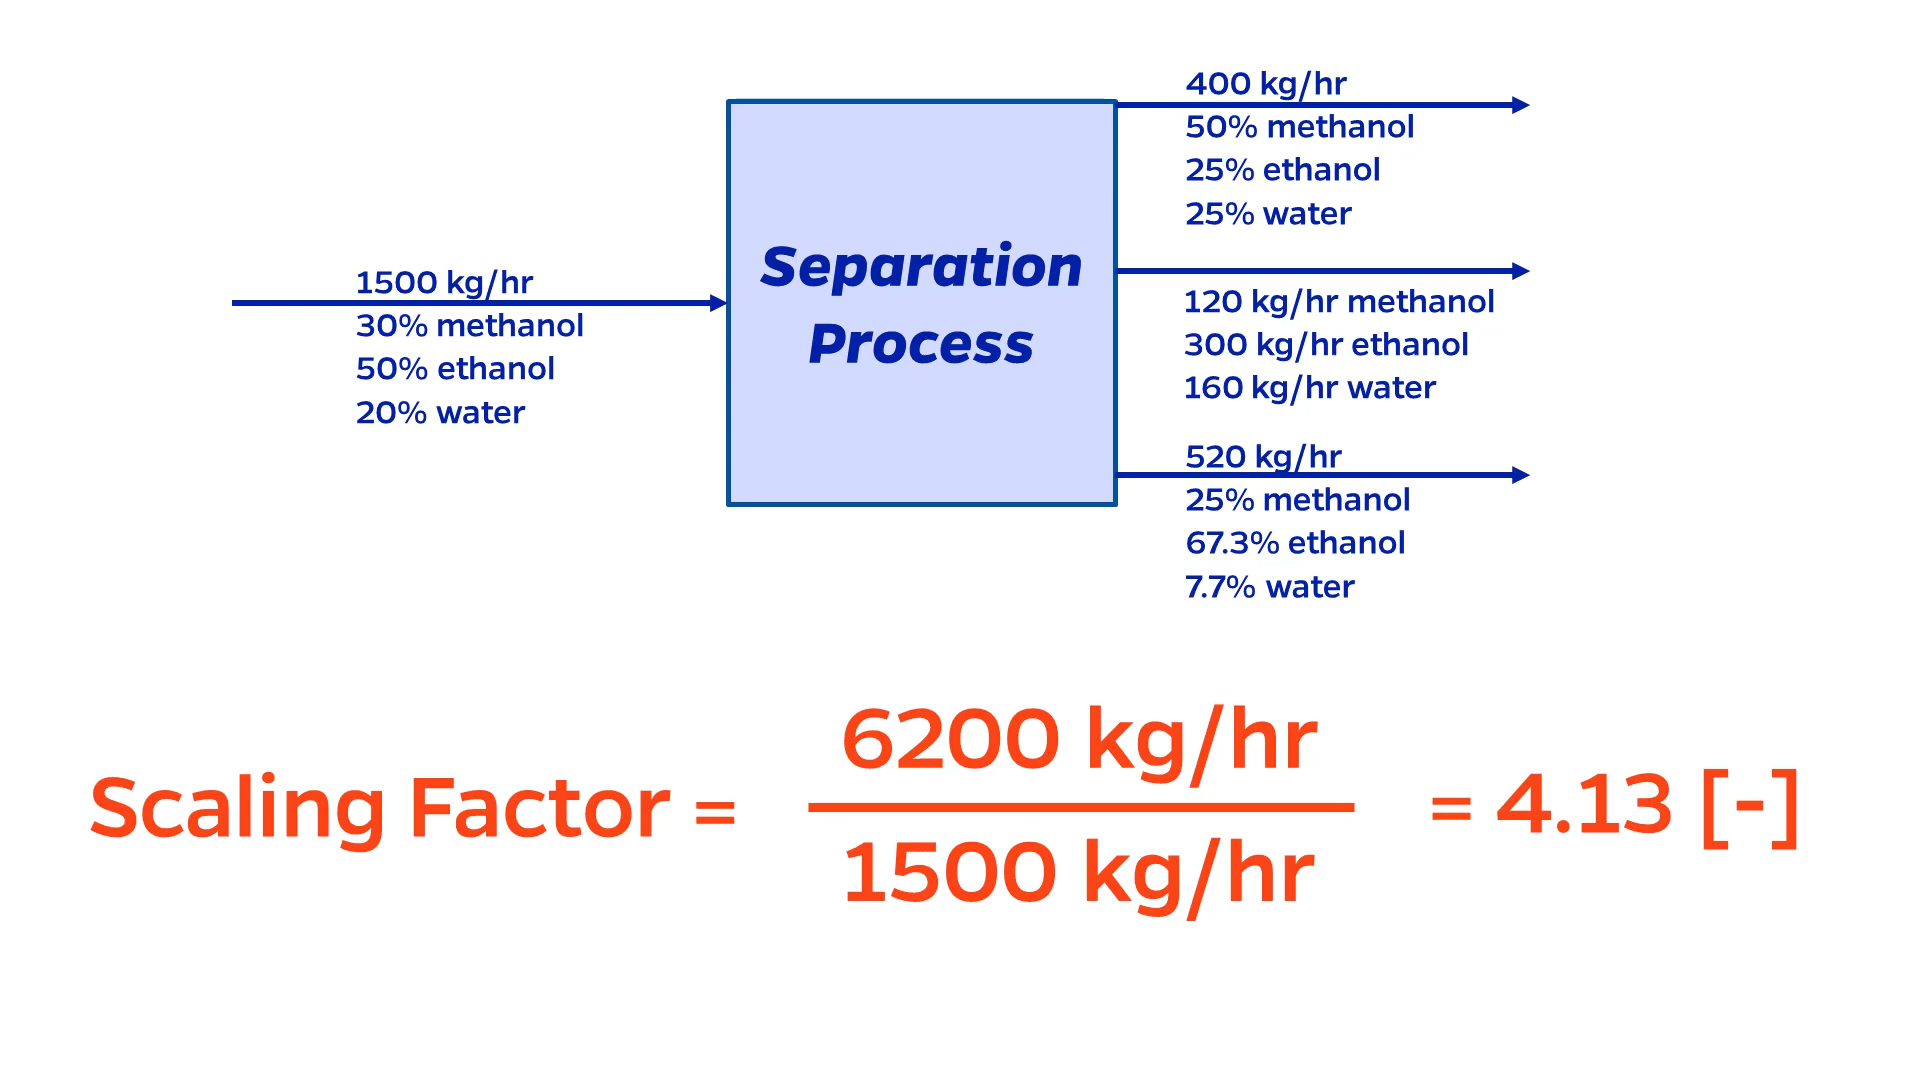 1500 kg/hr
30% methanol
50% ethanol
20% water
Separation
Process
400 kg/hr
50% methanol
25% ethanol
25% water
120 kg/hr methanol
300 kg/hr ethanol
160 kg/hr water
520 kg/hr
25% methanol
67.3% ethanol
7.7% water
Scaling Factor = 6200 kg/hr / 1500 kg/hr = 4.13 [-]